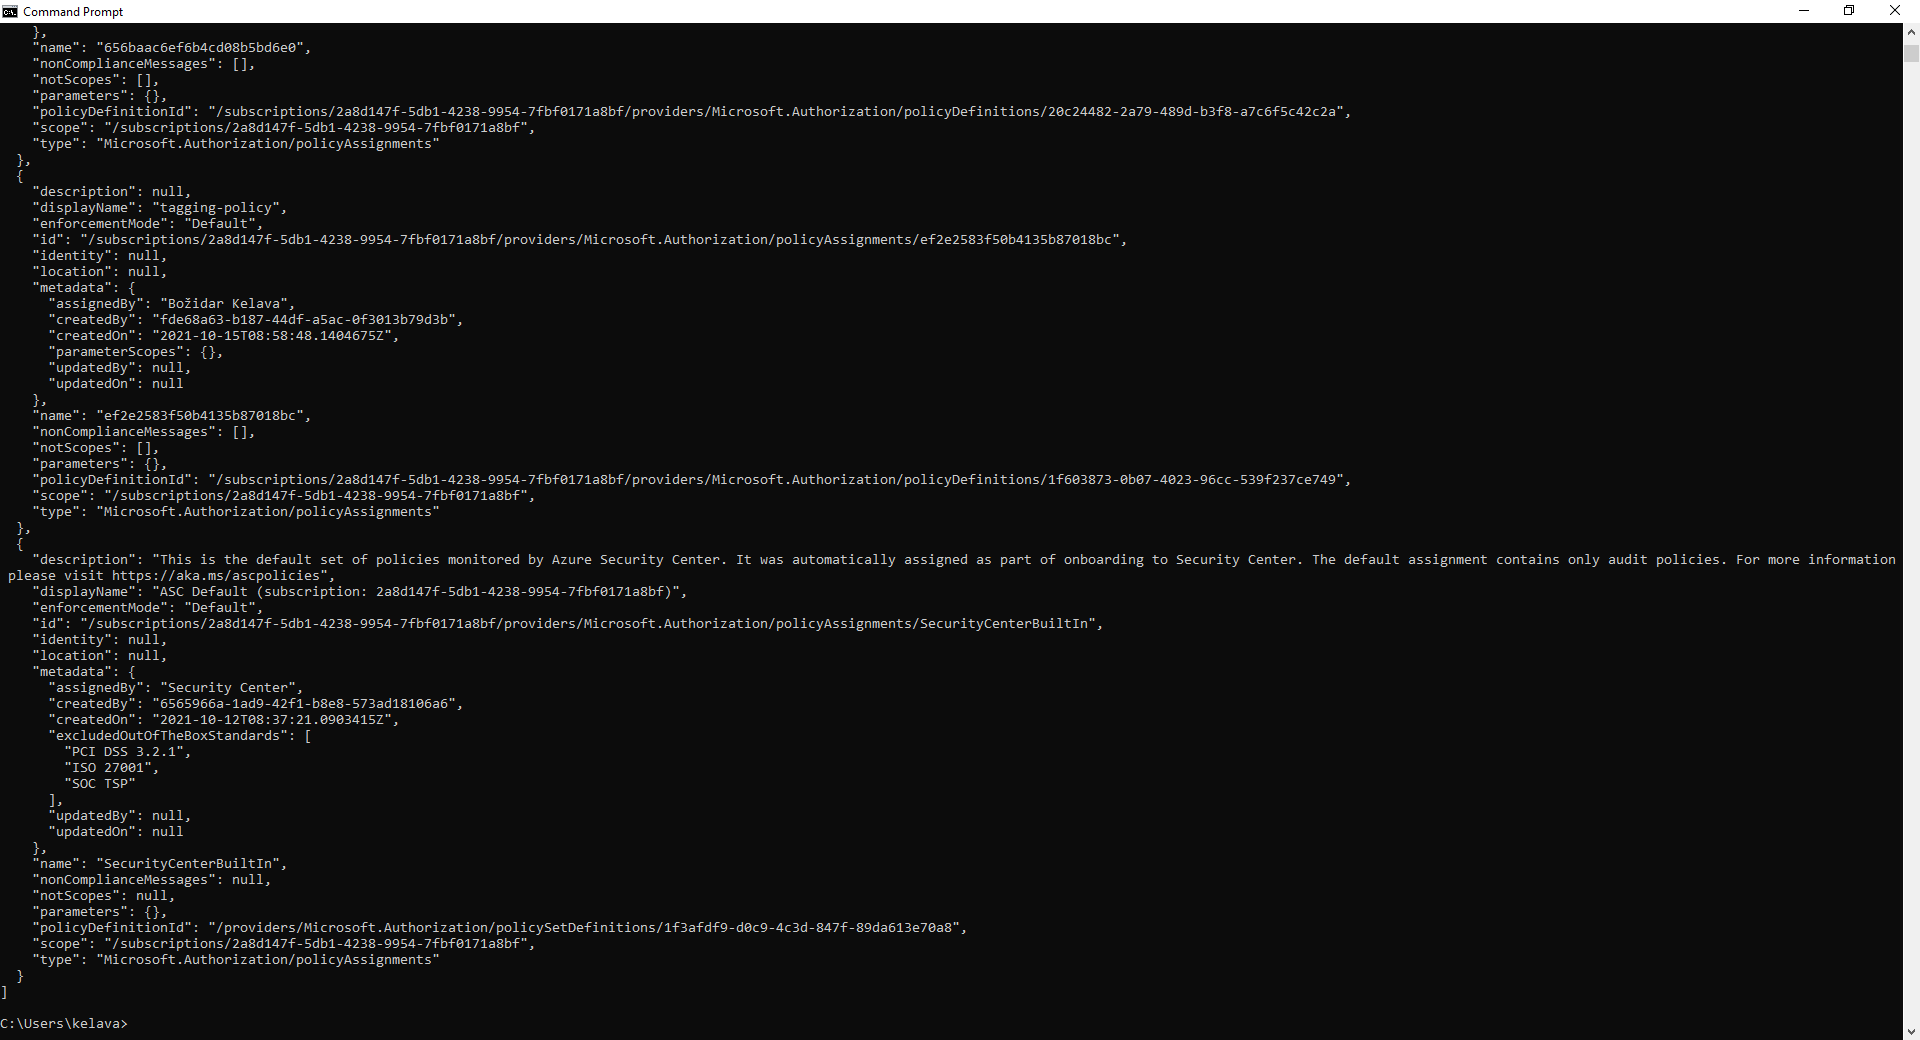 Command Prompt
    },
    "name": "656baac6ef6b4cd08b5bd6e0",
    "nonComplianceMessages": [],
    "notScopes": [],
    "parameters": {},
    "policyDefinitionId": "/subscriptions/2a8d147f-5db1-4238-9954-7fbf0171a8bf/providers/Microsoft.Authorization/policyDefinitions/20c24482-2a79-489d-b3f8-a7c6f5c42c2a",
    "scope": "/subscriptions/2a8d147f-5db1-4238-9954-7fbf0171a8bf",
    "type": "Microsoft.Authorization/policyAssignments"
  },
  {
    "description": null,
    "displayName": "tagging-policy",
    "enforcementMode": "Default",
    "id": "/subscriptions/2a8d147f-5db1-4238-9954-7fbf0171a8bf/providers/Microsoft.Authorization/policyAssignments/ef2e2583f50b4135b87018bc",
    "identity": null,
    "location": null,
    "metadata": {
      "assignedBy": "Božidar Kelava",
      "createdBy": "fde68a63-b187-44df-a5ac-0f3013b79d3b",
      "createdOn": "2021-10-15T08:58:48.1404675Z",
      "parameterScopes": {},
      "updatedBy": null,
      "updatedOn": null
    },
    "name": "ef2e2583f50b4135b87018bc",
    "nonComplianceMessages": [],
    "notScopes": [],
    "parameters": {},
    "policyDefinitionId": "/subscriptions/2a8d147f-5db1-4238-9954-7fbf0171a8bf/providers/Microsoft.Authorization/policyDefinitions/1f603873-0b07-4023-96cc-539f237ce749",
    "scope": "/subscriptions/2a8d147f-5db1-4238-9954-7fbf0171a8bf",
    "type": "Microsoft.Authorization/policyAssignments"
  },
  {
    "description": "This is the default set of policies monitored by Azure Security Center. It was automatically assigned as part of onboarding to Security Center. The default assignment contains only audit policies. For more information
 please visit https://aka.ms/ascpolicies",
    "displayName": "ASC Default (subscription: 2a8d147f-5db1-4238-9954-7fbf0171a8bf)",
    "enforcementMode": "Default",
    "id": "/subscriptions/2a8d147f-5db1-4238-9954-7fbf0171a8bf/providers/Microsoft.Authorization/policyAssignments/SecurityCenterBuiltIn",
    "identity": null,
    "location": null,
    "metadata": {
      "assignedBy": "Security Center",
      "createdBy": "6565966a-1ad9-42f1-b8e8-573ad18106a6",
      "createdOn": "2021-10-12T08:37:21.0903415Z",
      "excludedOutOfTheBoxStandards": [
        "PCI DSS 3.2.1",
        "ISO 27001",
        "SOC TSP"
      ],
      "updatedBy": null,
      "updatedOn": null
    },
    "name": "SecurityCenterBuiltIn",
    "nonComplianceMessages": null,
    "notScopes": null,
    "parameters": {},
    "policyDefinitionId": "/providers/Microsoft.Authorization/policySetDefinitions/1f3afdf9-d0c9-4c3d-847f-89da613e70a8",
    "scope": "/subscriptions/2a8d147f-5db1-4238-9954-7fbf0171a8bf",
    "type": "Microsoft.Authorization/policyAssignments"
  }
]
C:\Users\kelava>